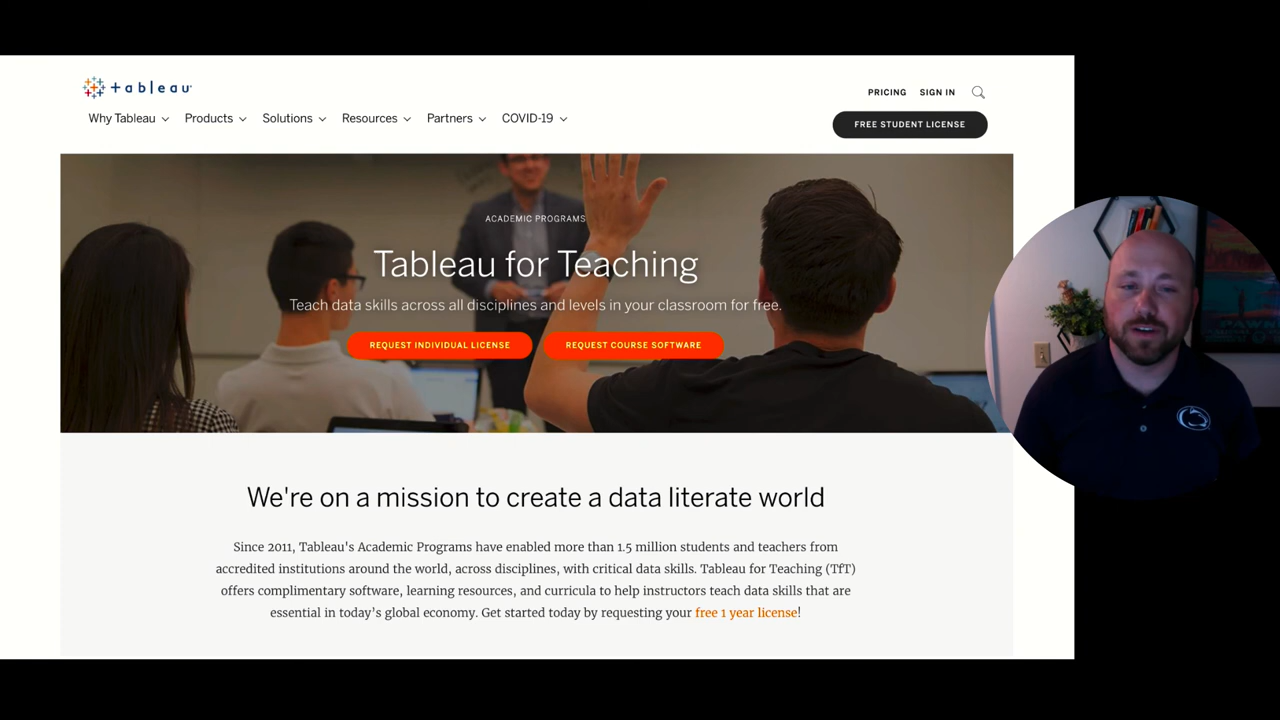 tableau
PRICING
SIGN IN
Why Tableau
Products
Solutions
Resources
Partners
COVID-19
FREE STUDENT LICENSE
ACADEMIC PROGRAMS
Tableau for Teaching
Teach data skills across all disciplines and levels in your classroom for free.
REQUEST INDIVIDUAL LICENSE
REQUEST COURSE SOFTWARE
We're on a mission to create a data literate world
Since 2011, Tableau's Academic Programs have enabled more than 1.5 million students and teachers from
accredited institutions around the world, across disciplines, with critical data skills. Tableau for Teaching (TfT)
offers complimentary software, learning resources, and curricula to help instructors teach data skills that are
essential in today's global economy. Get started today by requesting your free 1 year license!